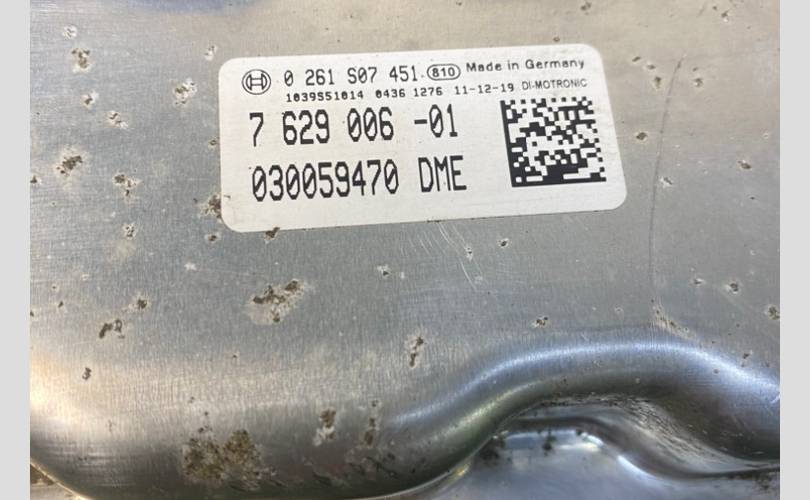 0 261 S07 451 810 Made in Germany
1039S51014 0436 1276 11-12-19 DI-MOTRONIC
7 629 006 -01
030059470 DME